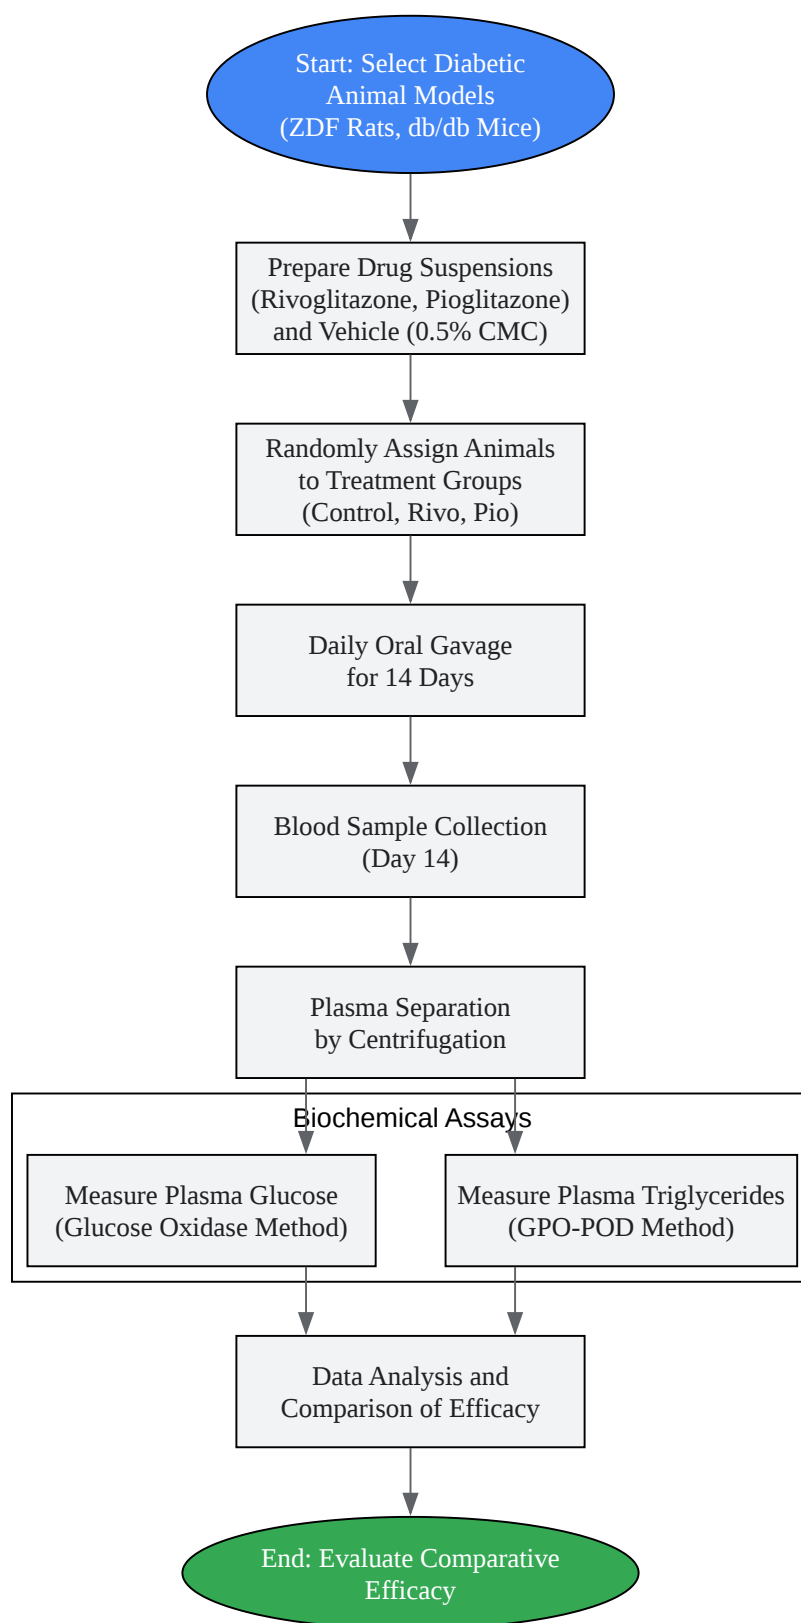 Start: Select Diabetic
Animal Models
(ZDF Rats, db/db Mice)
Prepare Drug Suspensions
(Rivoglitazone, Pioglitazone)
and Vehicle (0.5% CMC)
Randomly Assign Animals
to Treatment Groups
(Control, Rivo, Pio)
Daily Oral Gavage
for 14 Days
Blood Sample Collection
(Day 14)
Plasma Separation
by Centrifugation
Biochemical Assays
Measure Plasma Glucose
(Glucose Oxidase Method)
Measure Plasma Triglycerides
(GPO-POD Method)
Data Analysis and
Comparison of Efficacy
End: Evaluate Comparative
Efficacy